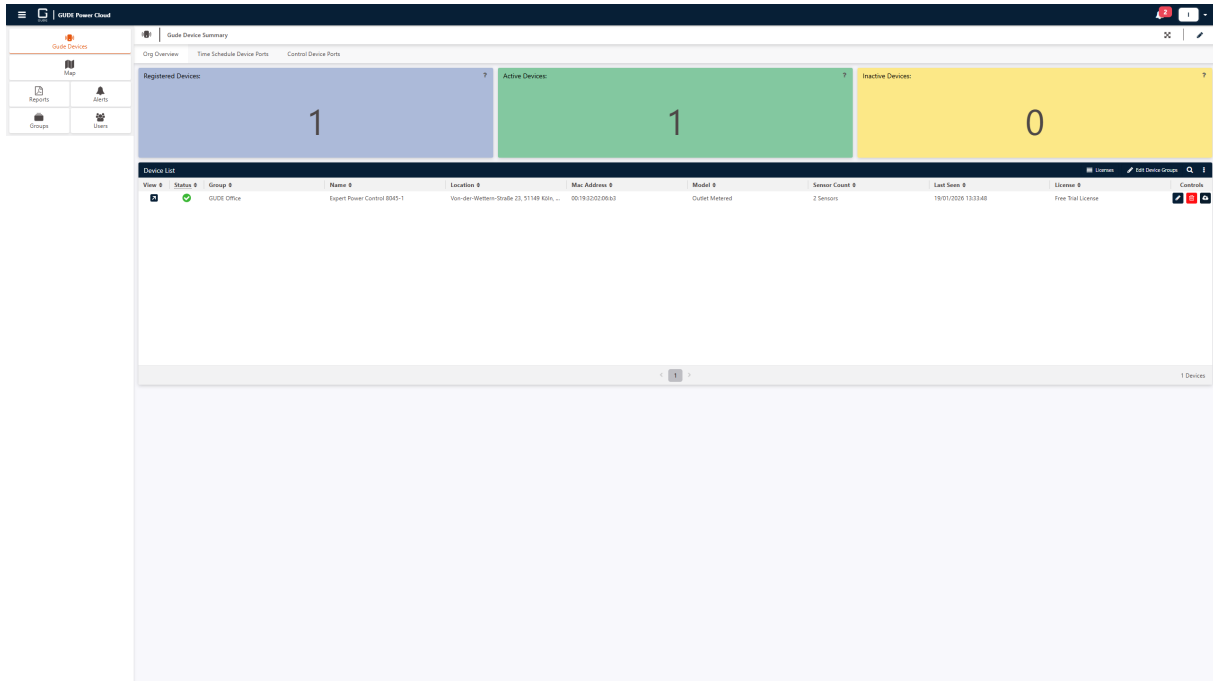 GUDE GUDE Power Cloud
2
I
Gude Devices
Map
Reports Alerts
Groups Users
Gude Device Summary
Org Overview Time Schedule Device Ports Control Device Ports
Registered Devices: ?
1
Active Devices: ?
1
Inactive Devices: ?
0
Device List Licenses Edit Device Groups
View Status Group Name Location Mac Address Model Sensor Count Last Seen License Controls
GUDE Office Expert Power Control 8045-1 Von-der-Wettern-Straße 23, 51149 Köln, ... 00:19:32:02:06:b3 Outlet Metered 2 Sensors 19/01/2026 13:33:48 Free Trial License
< 1 > 1 Devices